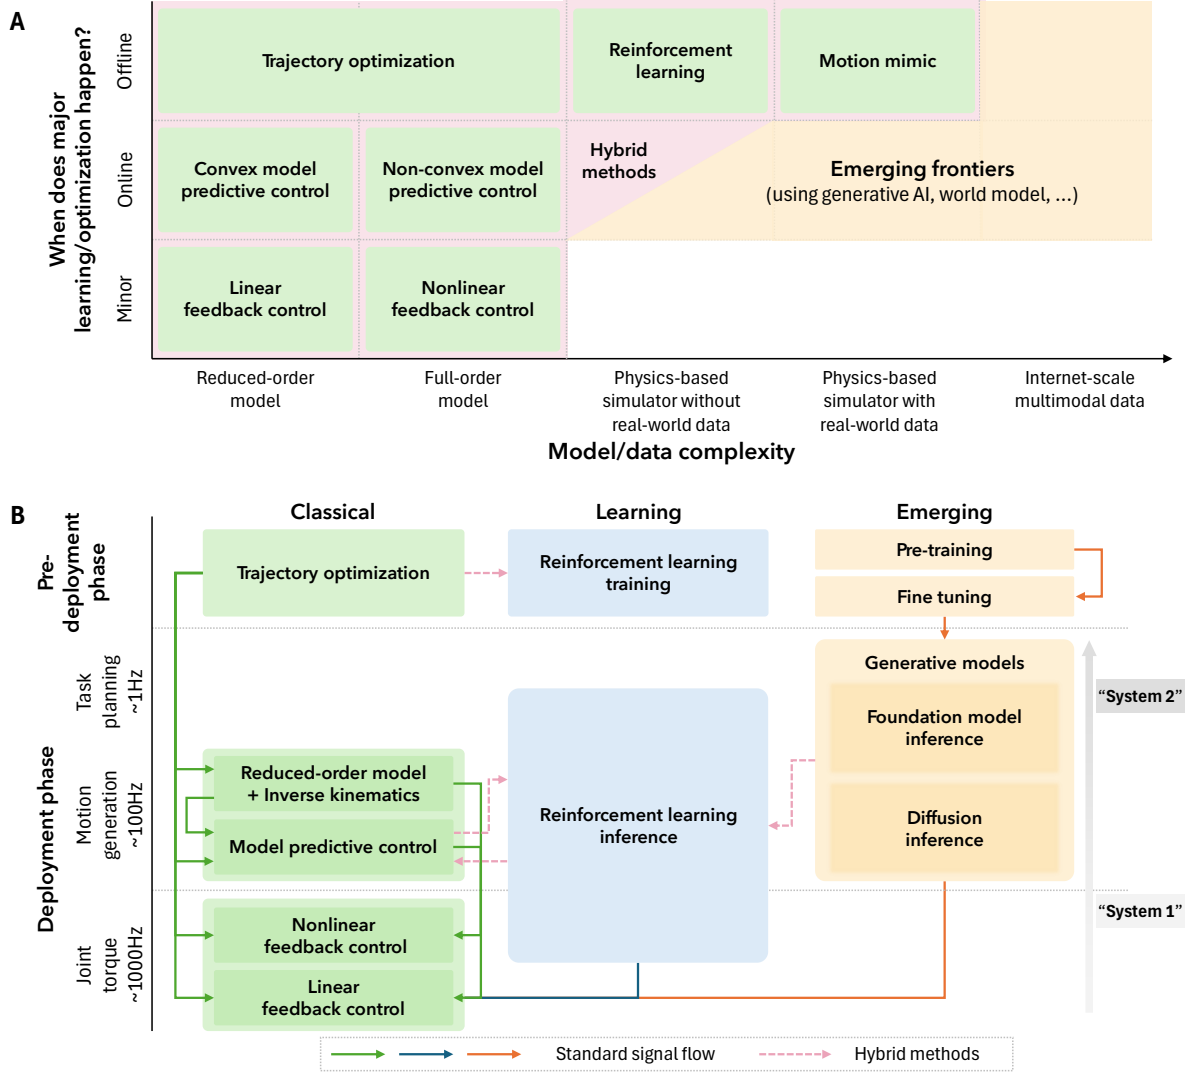 A
When does major
learning/optimization happen?
Offline
Online
Minor
Trajectory optimization
Reinforcement
learning
Motion mimic
Convex model
predictive control
Non-convex model
predictive control
Hybrid
methods
Emerging frontiers
(using generative AI, world model, ...)
Linear
feedback control
Nonlinear
feedback control
Reduced-order
model
Full-order
model
Physics-based
simulator without
real-world data
Physics-based
simulator with
real-world data
Internet-scale
multimodal data
Model/data complexity
B
Classical
Learning
Emerging
Pre-
deployment
phase
Trajectory optimization
Reinforcement learning
training
Pre-training
Fine tuning
Deployment phase
Task
planning
~1Hz
Motion
generation
~100Hz
Joint
torque
~1000Hz
Reduced-order model
+ Inverse kinematics
Model predictive control
Nonlinear
feedback control
Linear
feedback control
Reinforcement learning
inference
Generative models
Foundation model
inference
Diffusion
inference
“System 2”
“System 1”
Standard signal flow
Hybrid methods